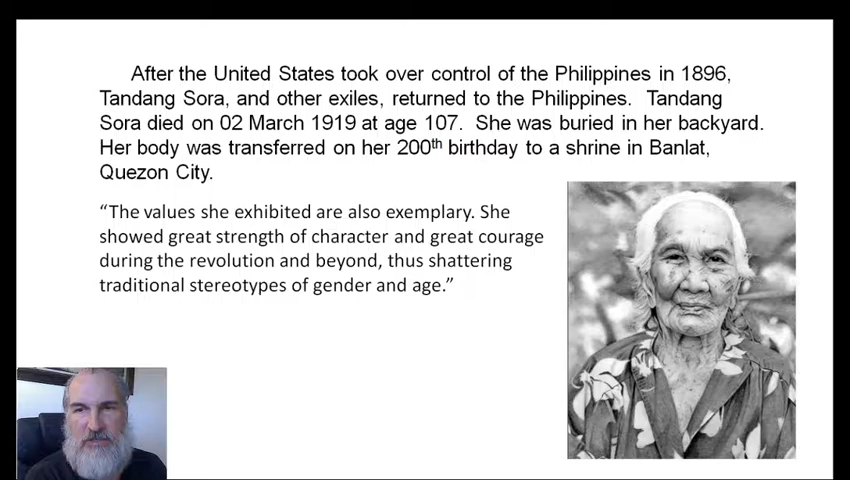 After the United States took over control of the Philippines in 1896,
Tandang Sora, and other exiles, returned to the Philippines. Tandang
Sora died on 02 March 1919 at age 107. She was buried in her backyard.
Her body was transferred on her 200th birthday to a shrine in Banlat,
Quezon City.
“The values she exhibited are also exemplary. She
showed great strength of character and great courage
during the revolution and beyond, thus shattering
traditional stereotypes of gender and age.”